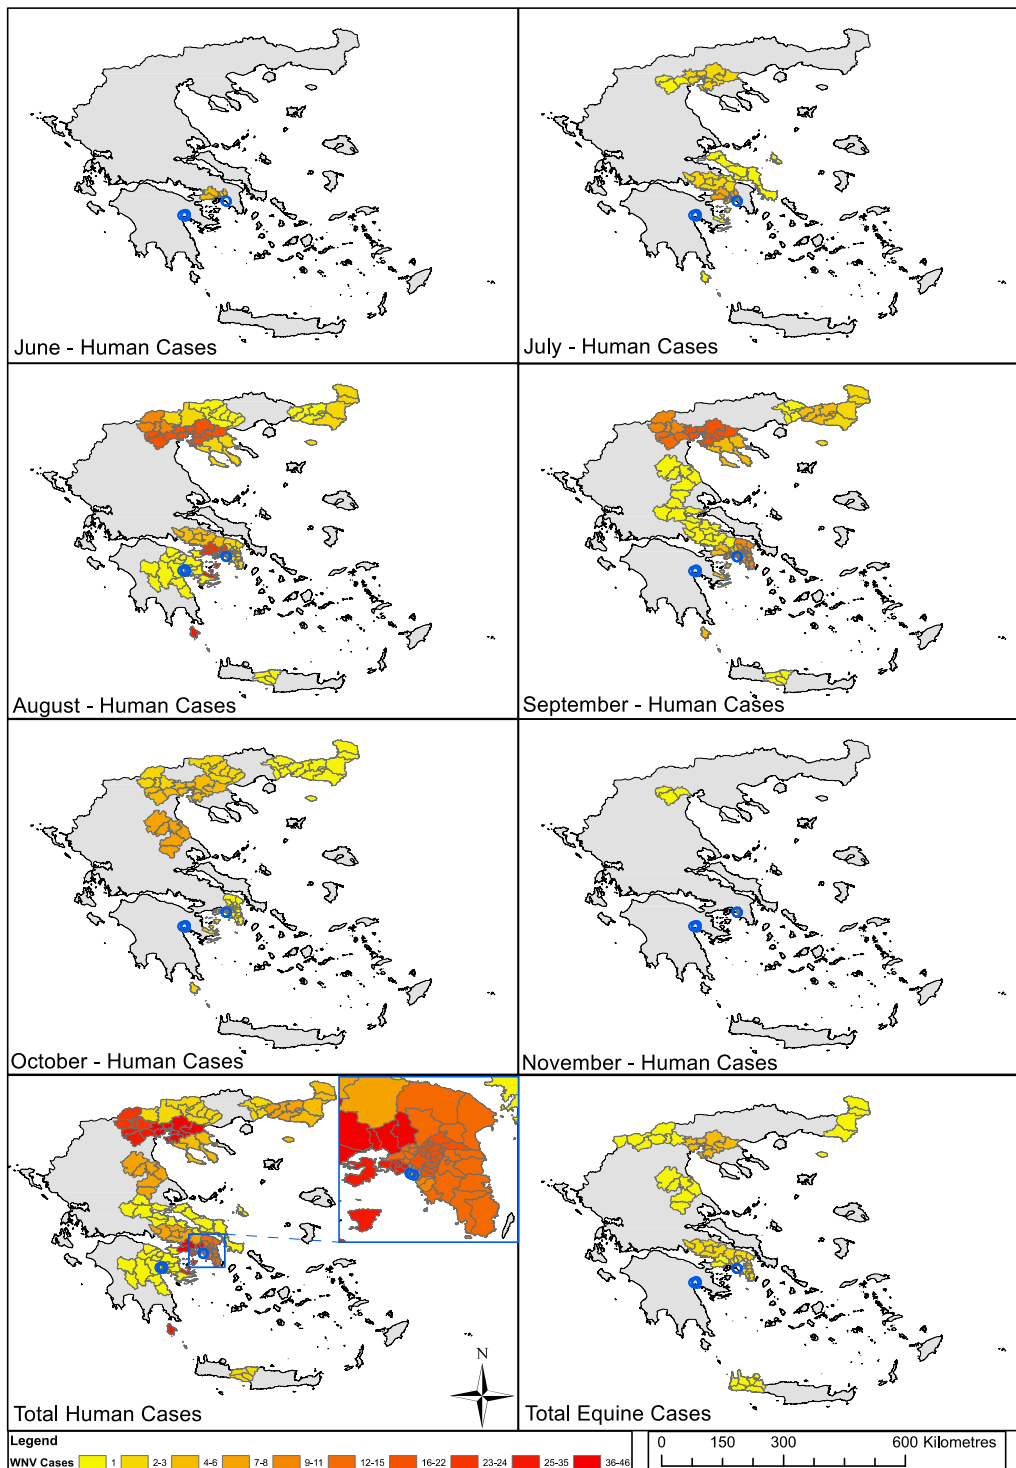 June - Human Cases
July - Human Cases
August - Human Cases
September - Human Cases
October - Human Cases
November - Human Cases
Total Human Cases
N
Total Equine Cases
Legend
WNV Cases 1 2-3 4-6 7-8 9-11 12-15 16-22 23-24 25-35 36-46
0 150 300 600 Kilometres